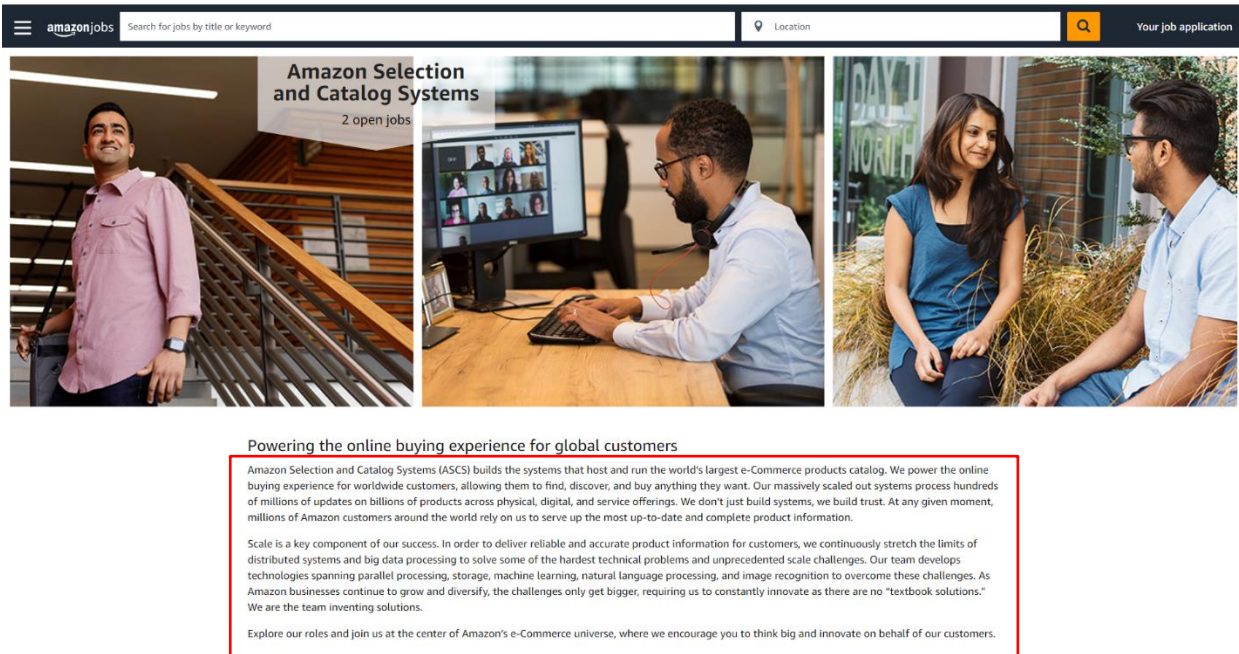 amazonjobs
Search for jobs by title or keyword
Location
Your job application
Amazon Selection
and Catalog Systems
2 open jobs
DAY 1
NORTH
Powering the online buying experience for global customers
Amazon Selection and Catalog Systems (ASCS) builds the systems that host and run the world's largest e-Commerce products catalog. We power the online
buying experience for worldwide customers, allowing them to find, discover, and buy anything they want. Our massively scaled out systems process hundreds
of millions of updates on billions of products across physical, digital, and service offerings. We don't just build systems, we build trust. At any given moment,
millions of Amazon customers around the world rely on us to serve up the most up-to-date and complete product information.
Scale is a key component of our success. In order to deliver reliable and accurate product information for customers, we continuously stretch the limits of
distributed systems and big data processing to solve some of the hardest technical problems and unprecedented scale challenges. Our team develops
technologies spanning parallel processing, storage, machine learning, natural language processing, and image recognition to overcome these challenges. As
Amazon businesses continue to grow and diversify, the challenges only get bigger, requiring us to constantly innovate as there are no "textbook solutions."
We are the team inventing solutions.
Explore our roles and join us at the center of Amazon's e-Commerce universe, where we encourage you to think big and innovate on behalf of our customers.